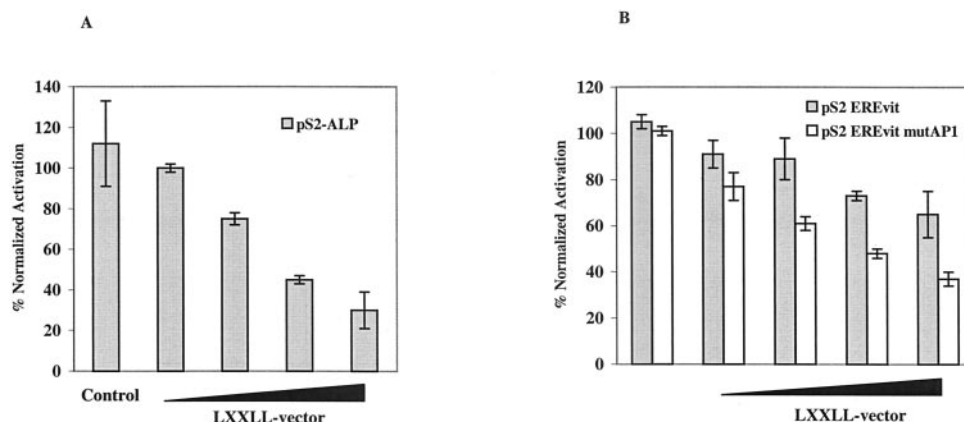 A
% Normalized Activation
140
120
100
80
60
40
20
0
pS2-ALP
Control
LXXLL-vector
B
% Normalized Activation
120
100
80
60
40
20
0
pS2 EREvit
pS2 EREvit mutAP1
LXXLL-vector